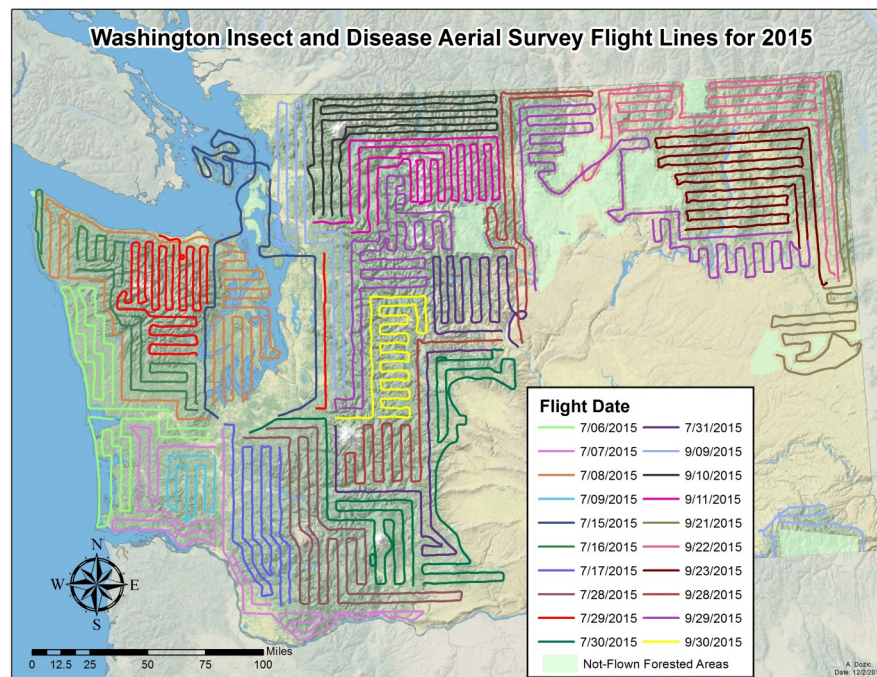 Washington Insect and Disease Aerial Survey Flight Lines for 2015
Flight Date
7/06/2015 7/31/2015
7/07/2015 9/09/2015
7/08/2015 9/10/2015
7/09/2015 9/11/2015
7/15/2015 9/21/2015
7/16/2015 9/22/2015
7/17/2015 9/23/2015
7/28/2015 9/28/2015
7/29/2015 9/29/2015
7/30/2015 9/30/2015
Not-Flown Forested Areas
N
W E
S
Miles
0 12.5 25 50 75 100
A. Dozic
Date: 12/2/201